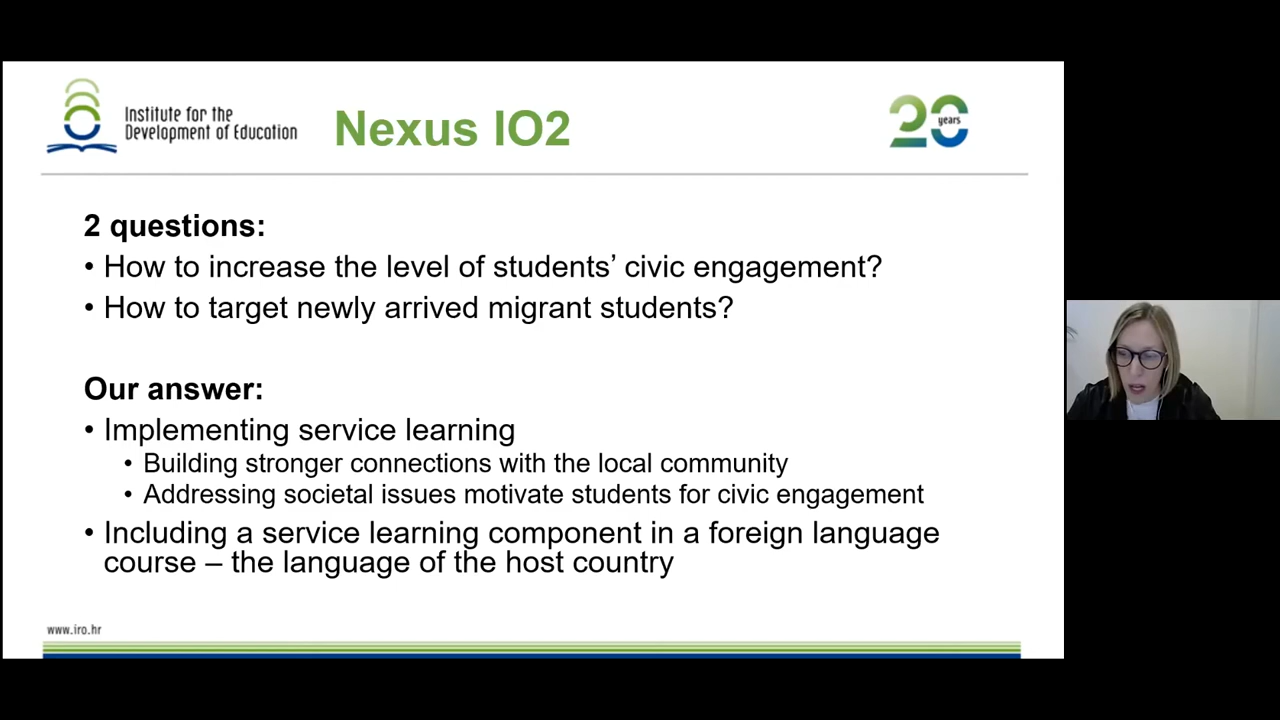 Institute for the
Development of Education
Nexus IO2
20
years
2 questions:
• How to increase the level of students’ civic engagement?
• How to target newly arrived migrant students?
Our answer:
• Implementing service learning
• Building stronger connections with the local community
• Addressing societal issues motivate students for civic engagement
• Including a service learning component in a foreign language
course – the language of the host country
www.iro.hr